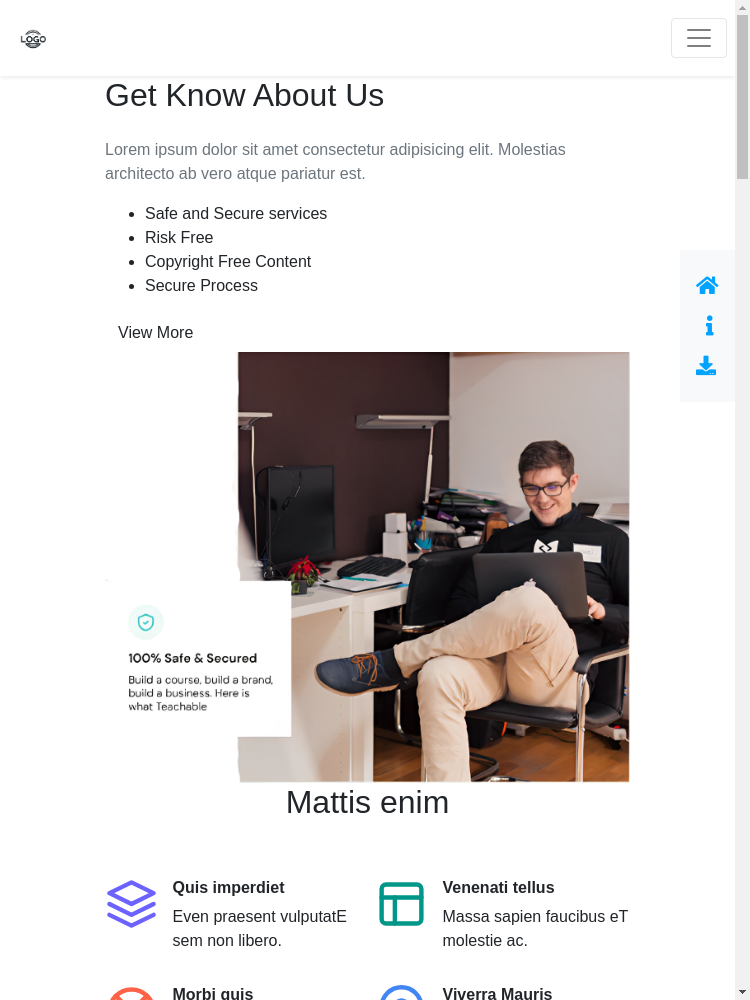 LOGO
Get Know About Us
Lorem ipsum dolor sit amet consectetur adipisicing elit. Molestias
architecto ab vero atque pariatur est.
Safe and Secure services
Risk Free
Copyright Free Content
Secure Process
View More
100% Safe & Secured
Build a course, build a brand,
build a business. Here is
what Teachable
Mattis enim
Quis imperdiet
Even praesent vulputatE
sem non libero.
Venenati tellus
Massa sapien faucibus eT
molestie ac.
Morbi quis
Viverra Mauris